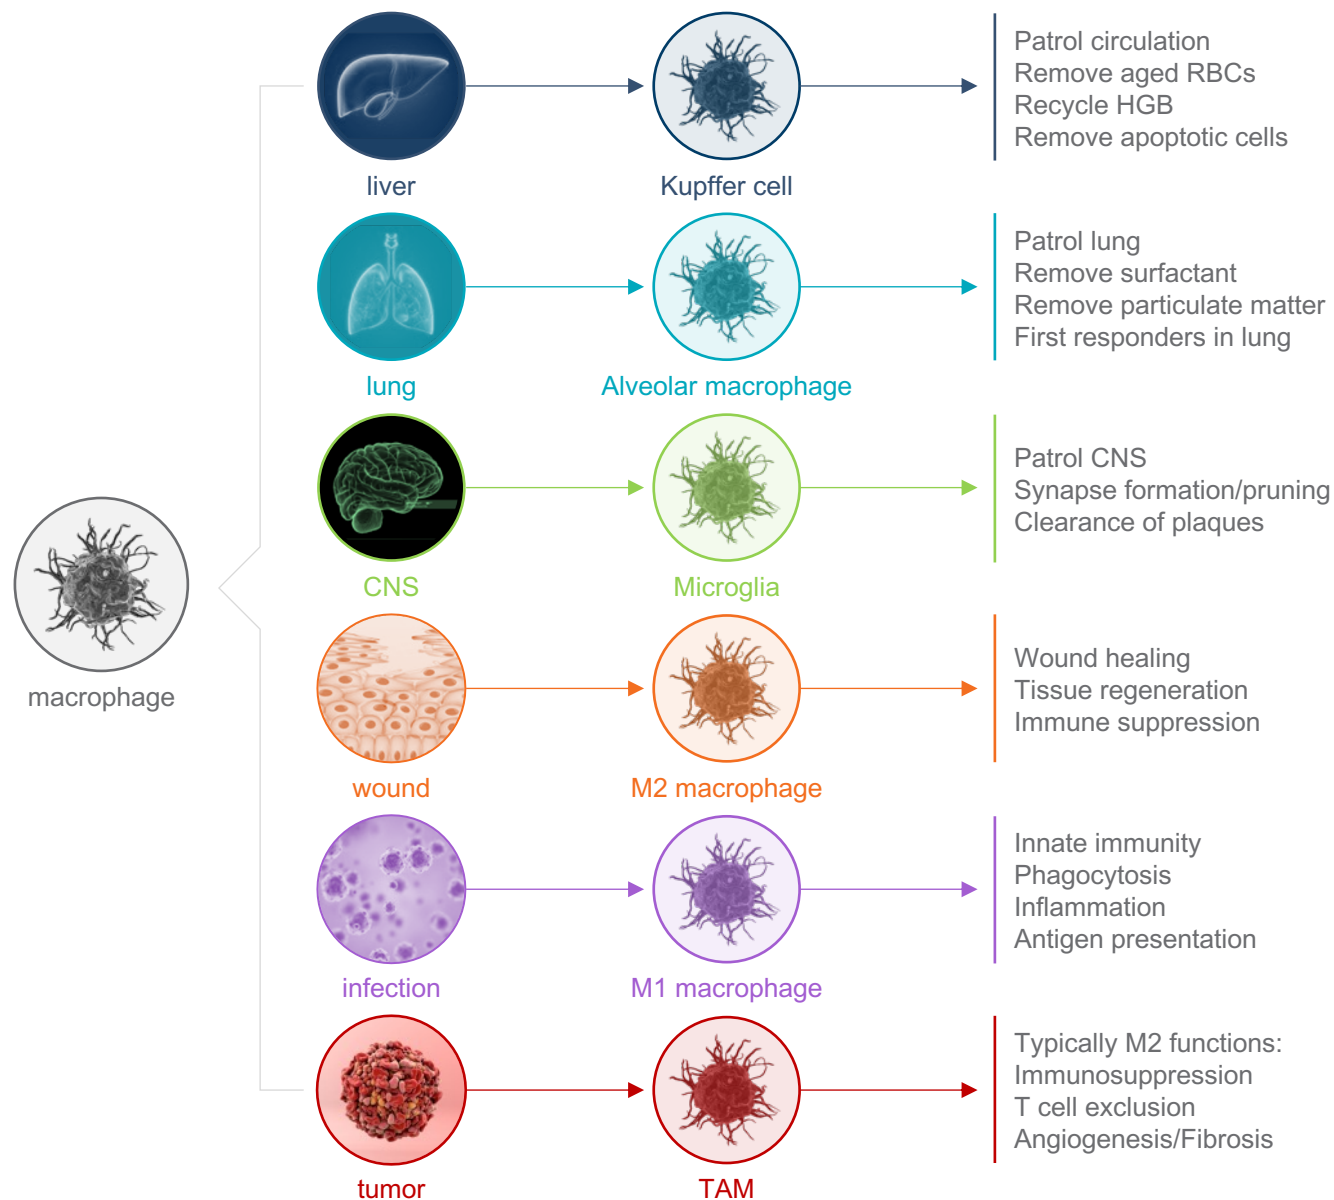 macrophage
liver
Kupffer cell
Patrol circulation
Remove aged RBCs
Recycle HGB
Remove apoptotic cells
lung
Alveolar macrophage
Patrol lung
Remove surfactant
Remove particulate matter
First responders in lung
CNS
Microglia
Patrol CNS
Synapse formation/pruning
Clearance of plaques
wound
M2 macrophage
Wound healing
Tissue regeneration
Immune suppression
infection
M1 macrophage
Innate immunity
Phagocytosis
Inflammation
Antigen presentation
tumor
TAM
Typically M2 functions:
Immunosuppression
T cell exclusion
Angiogenesis/Fibrosis